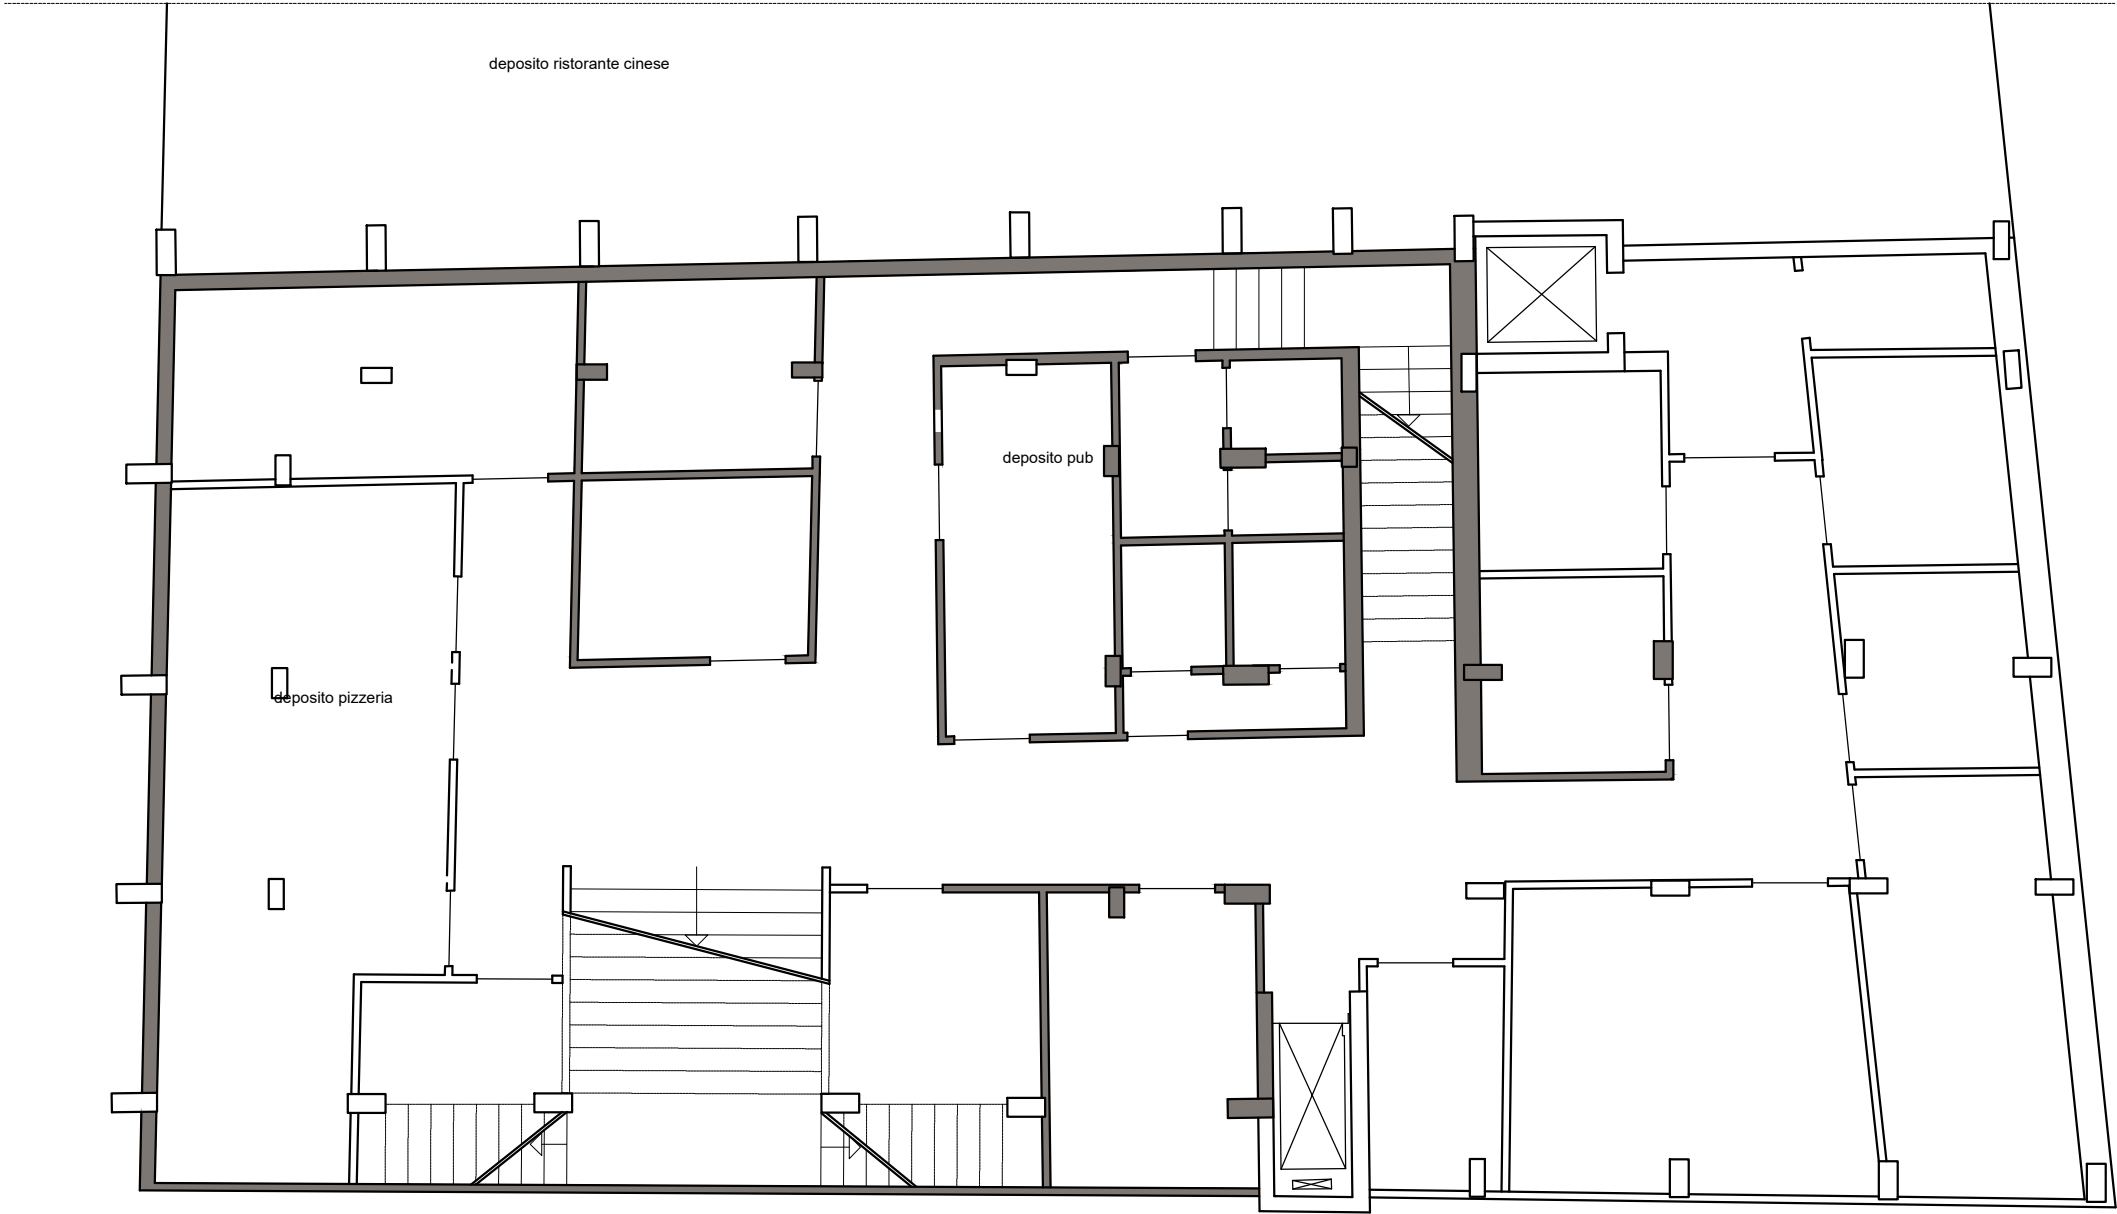 deposito ristorante cinese
deposito pub
deposito pizzeria